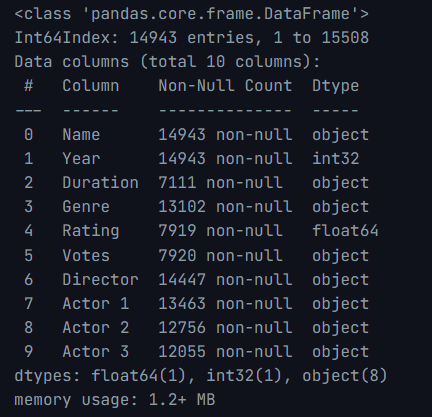 <class 'pandas.core.frame.DataFrame'>
Int64Index: 14943 entries, 1 to 15508
Data columns (total 10 columns):
 #   Column    Non-Null Count  Dtype
---  ------    --------------  -----
 0   Name      14943 non-null  object
 1   Year      14943 non-null  int32
 2   Duration  7111 non-null   object
 3   Genre     13102 non-null  object
 4   Rating    7919 non-null   float64
 5   Votes     7920 non-null   object
 6   Director  14447 non-null  object
 7   Actor 1   13463 non-null  object
 8   Actor 2   12756 non-null  object
 9   Actor 3   12055 non-null  object
dtypes: float64(1), int32(1), object(8)
memory usage: 1.2+ MB